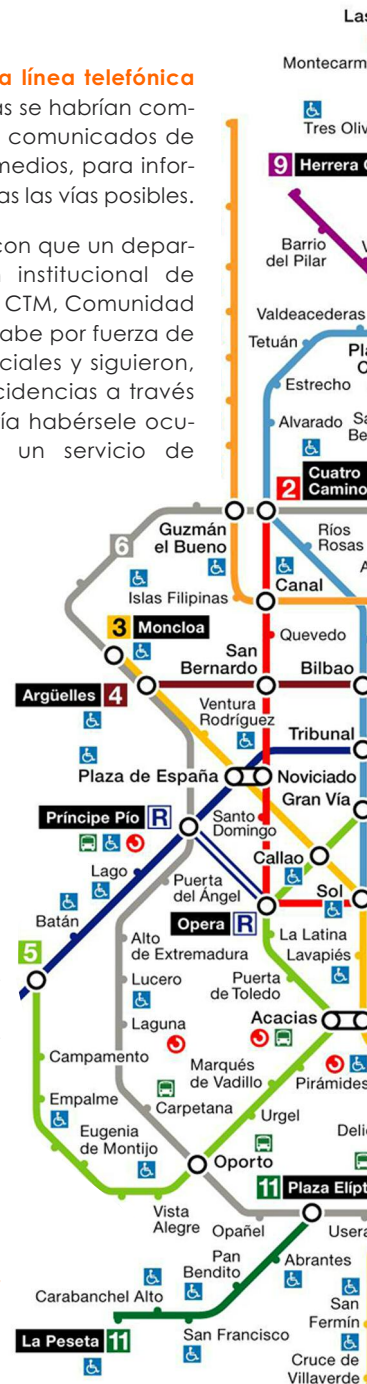 Las
Montecarm
a línea telefónica
as se habrían com-
comunicados de
medios, para infor-
as las vías posibles.
Tres Oliv
9 Herrera
Barrio
del Pilar
con que un depar-
institucional de
CTM, Comunidad
abe por fuerza de
ciales y siguieron,
cidencias a través
ía habérsele ocu-
un servicio de
Valdeacederas
Tetuán
Pla
Estrecho
Alvarado
Sa
Be
2 Cuatro
Camino
Guzmán
el Bueno
6
Ríos
Rosas
Islas Filipinas
Canal
3 Moncloa
Quevedo
San
Bernardo
Bilbao
Argüelles 4
Ventura
Rodríguez
Tribunal
Plaza de España
Noviciado
Gran Vía
Príncipe Pío R
Santo
Domingo
Callao
Lago
Puerta
del Ángel
Sol
Batán
Opera R
5
Alto
de Extremadura
La Latina
Lavapiés
Lucero
Puerta
de Toledo
Laguna
Acacias
Campamento
Marqués
de Vadillo
Pirámides
Empalme
Carpetana
Urgel
Eugenia
de Montijo
Deli
Oporto
11 Plaza Elípt
Vista
Alegre
Opañel
Usera
Pan
Bendito
Abrantes
Carabanchel Alto
San
Fermín
La Peseta 11
San Francisco
Cruce de
Villaverde